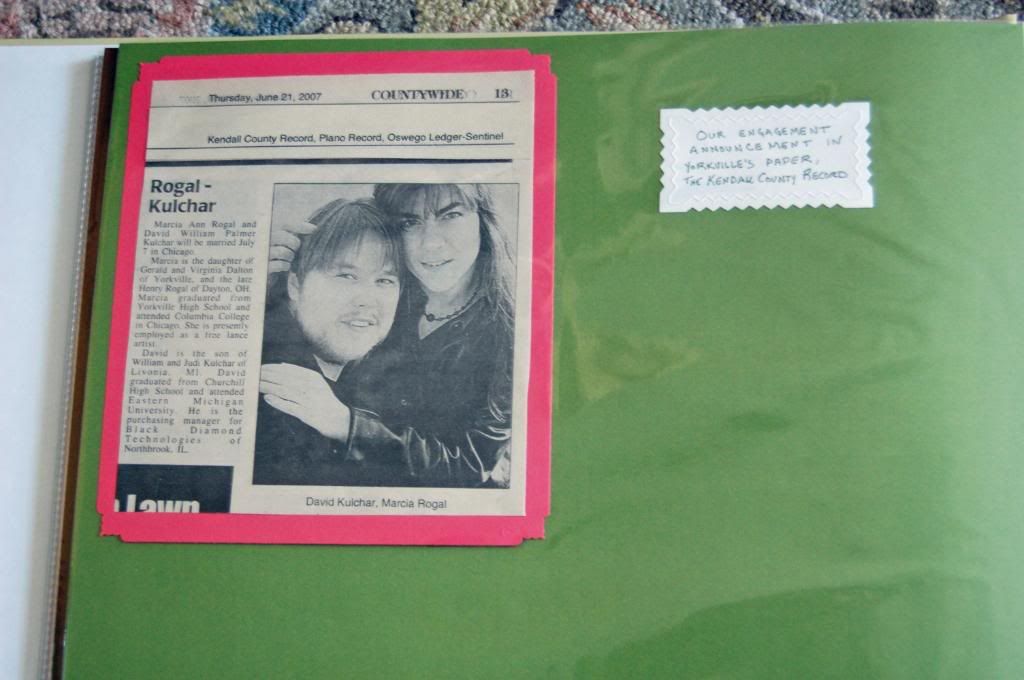 Thursday, June 21, 2007 COUNTYWIDE 13
Kendall County Record, Plano Record, Oswego Ledger-Sentinel
Rogal -
Kulchar
Marcia Ann Rogal and
David William Palmer
Kulchar will be married July
7 in Chicago.
Marcia is the daughter of
Gerald and Virginia Dalton
of Yorkville, and the late
Henry Rogal of Dayton, OH.
Marcia graduated from
Yorkville High School and
attended Columbia College
in Chicago. She is presently
employed as a free lance
artist.
David is the son of
William and Judi Kulchar of
Livonia, MI. David
graduated from Churchill
High School and attended
Eastern Michigan
University. He is the
purchasing manager for
Black Diamond
Technologies of
Northbrook, IL.
Lawn
David Kulchar, Marcia Rogal
OUR ENGAGEMENT
ANNOUNCEMENT IN
YORKVILLE'S PAPER,
THE KENDALL COUNTY RECORD